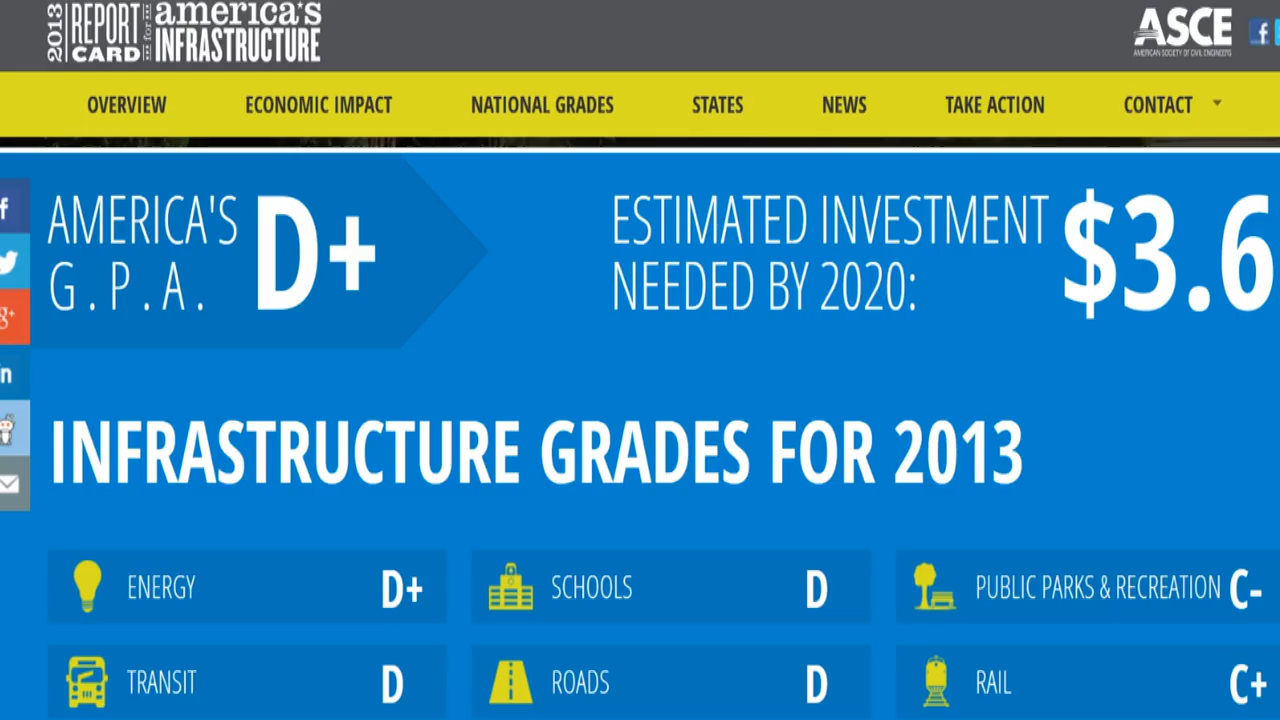 2013 REPORT CARD for america's INFRASTRUCTURE
ASCE
AMERICAN SOCIETY OF CIVIL ENGINEERS
OVERVIEW ECONOMIC IMPACT NATIONAL GRADES STATES NEWS TAKE ACTION CONTACT
AMERICA'S G.P.A. D+
ESTIMATED INVESTMENT NEEDED BY 2020: $3.6
INFRASTRUCTURE GRADES FOR 2013
ENERGY D+
SCHOOLS D
PUBLIC PARKS & RECREATION C-
TRANSIT D
ROADS D
RAIL C+